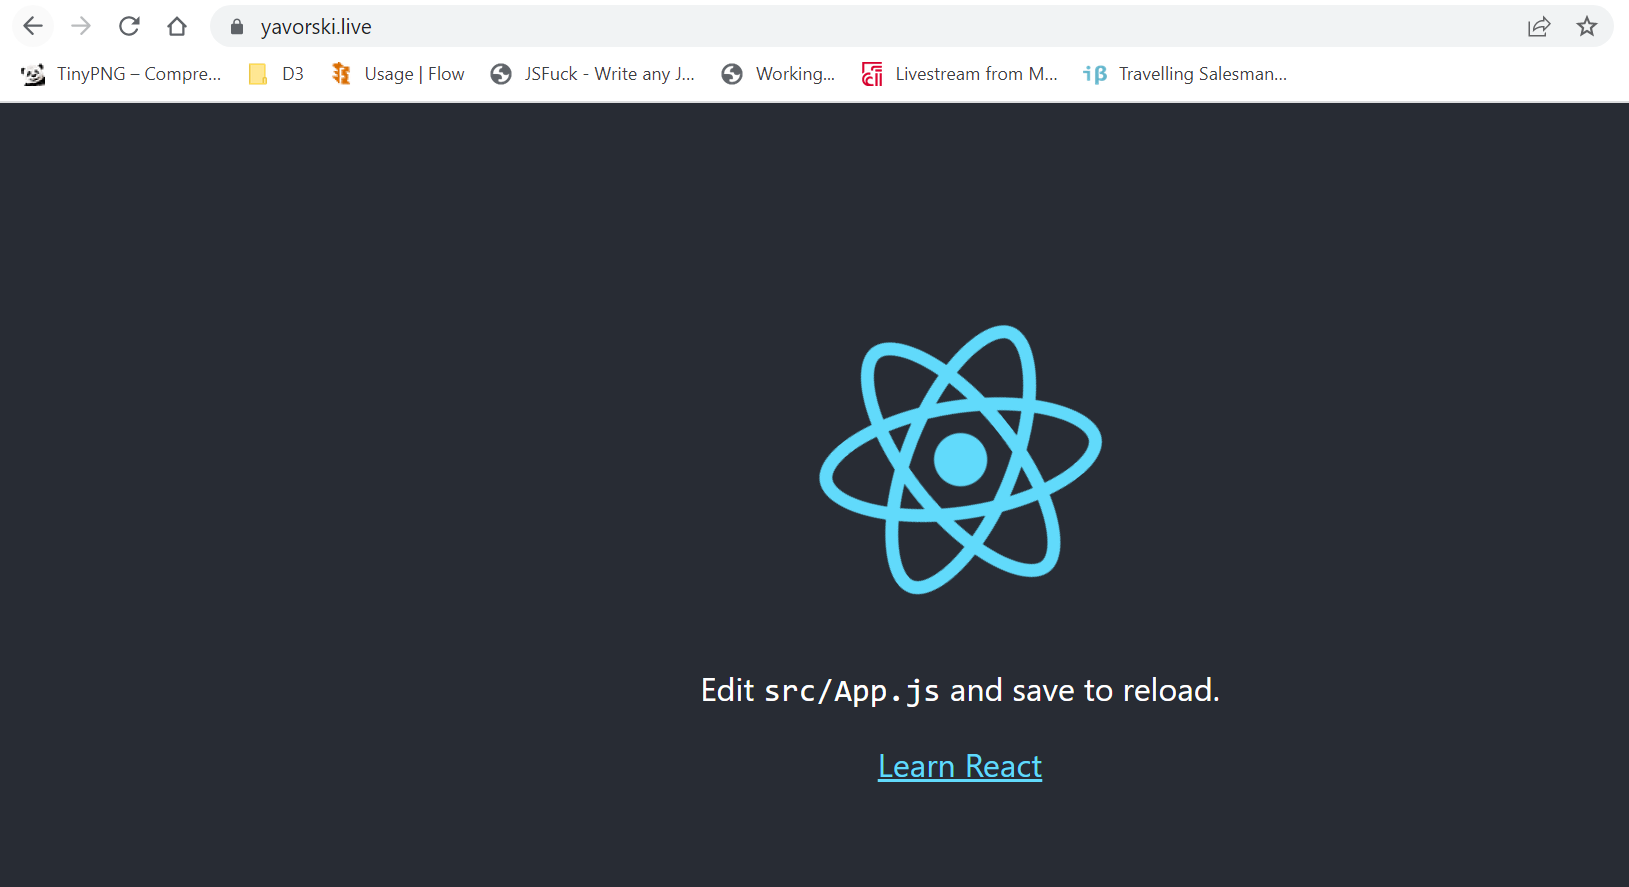 yavorski.live
TinyPNG – Compre... D3 Usage | Flow JSFuck - Write any J... Working... Livestream from M... iβ Travelling Salesman...
Edit src/App.js and save to reload.
Learn React